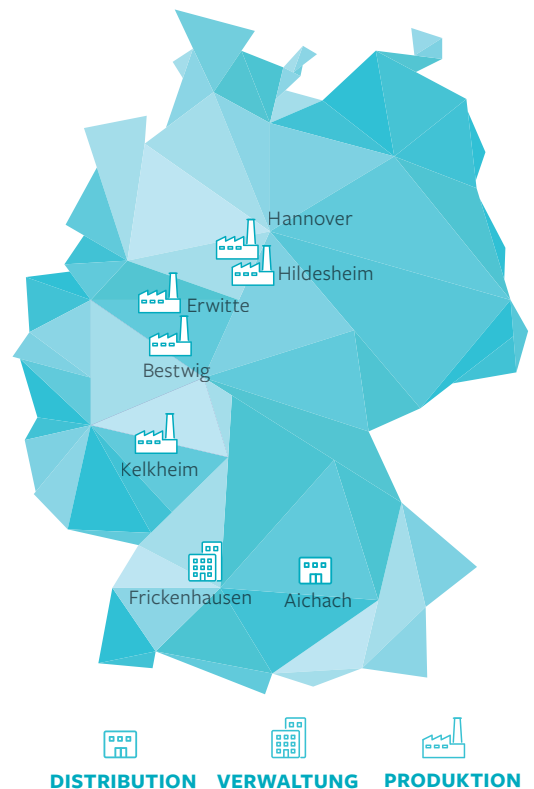 Hannover
Hildesheim
Erwitte
Bestwig
Kelkheim
Frickenhausen
Aichach
DISTRIBUTION VERWALTUNG PRODUKTION